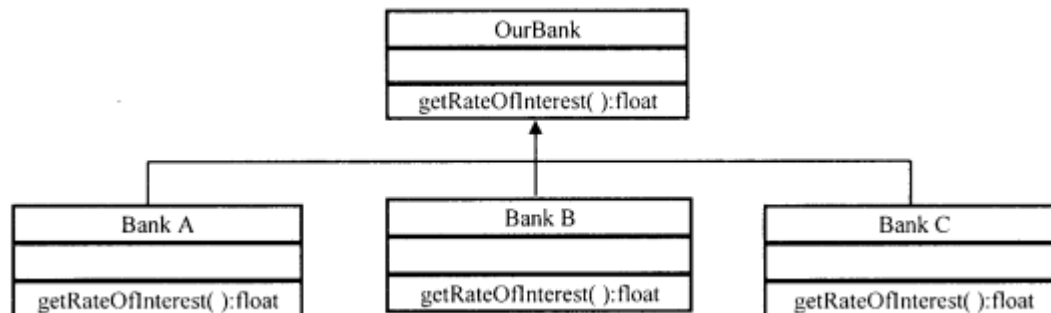 OurBank
getRateOfInterest( ):float
Bank A
getRateOfInterest( ):float
Bank B
getRateOfInterest( ):float
Bank C
getRateOfInterest( ):float